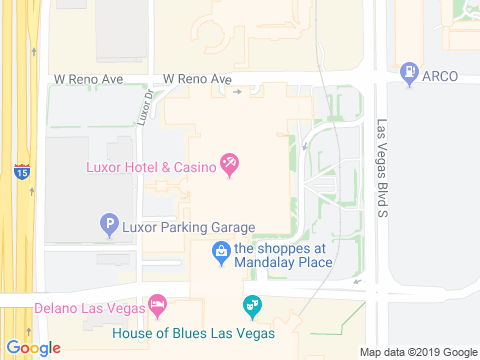 W Reno Ave
W Reno Ave
ARCO
Luxor Dr
Las Vegas Blvd S
Luxor Hotel & Casino
15
P
Luxor Parking Garage
the shoppes at
Mandalay Place
Delano Las Vegas
House of Blues Las Vegas
Google
Map data ©2019 Google